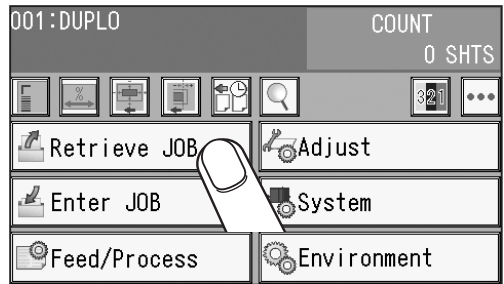 001:DUPLO
COUNT
0 SHTS
%
321
Retrieve JOB
Adjust
Enter JOB
System
Feed/Process
Environment